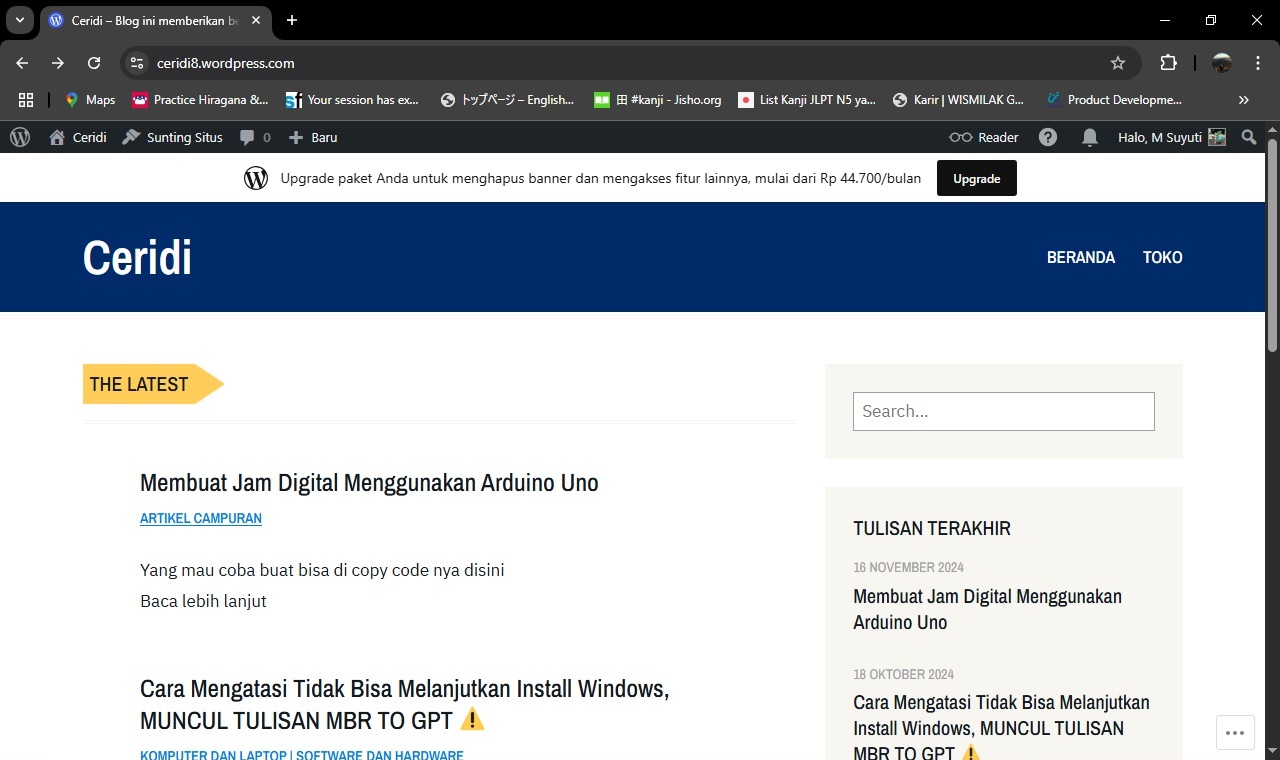 Ceridi – Blog ini memberikan be
ceridi8.wordpress.com
Maps
Practice Hiragana &...
Your session has ex...
トップページ – English...
田 #kanji - Jisho.org
List Kanji JLPT N5 ya...
Karir | WISMILAK G...
Product Developme...
Ceridi
Sunting Situs
0
Baru
Reader
Halo, M Suyuti
Upgrade paket Anda untuk menghapus banner dan mengakses fitur lainnya, mulai dari Rp 44.700/bulan
Upgrade
Ceridi
BERANDA
TOKO
THE LATEST
Search...
Membuat Jam Digital Menggunakan Arduino Uno
ARTIKEL CAMPURAN
Yang mau coba buat bisa di copy code nya disini
Baca lebih lanjut
Cara Mengatasi Tidak Bisa Melanjutkan Install Windows,
MUNCUL TULISAN MBR TO GPT ⚠️
KOMPUTER DAN LAPTOP | SOFTWARE DAN HARDWARE
TULISAN TERAKHIR
16 NOVEMBER 2024
Membuat Jam Digital Menggunakan
Arduino Uno
18 OKTOBER 2024
Cara Mengatasi Tidak Bisa Melanjutkan
Install Windows, MUNCUL TULISAN
MBR TO GPT ⚠️